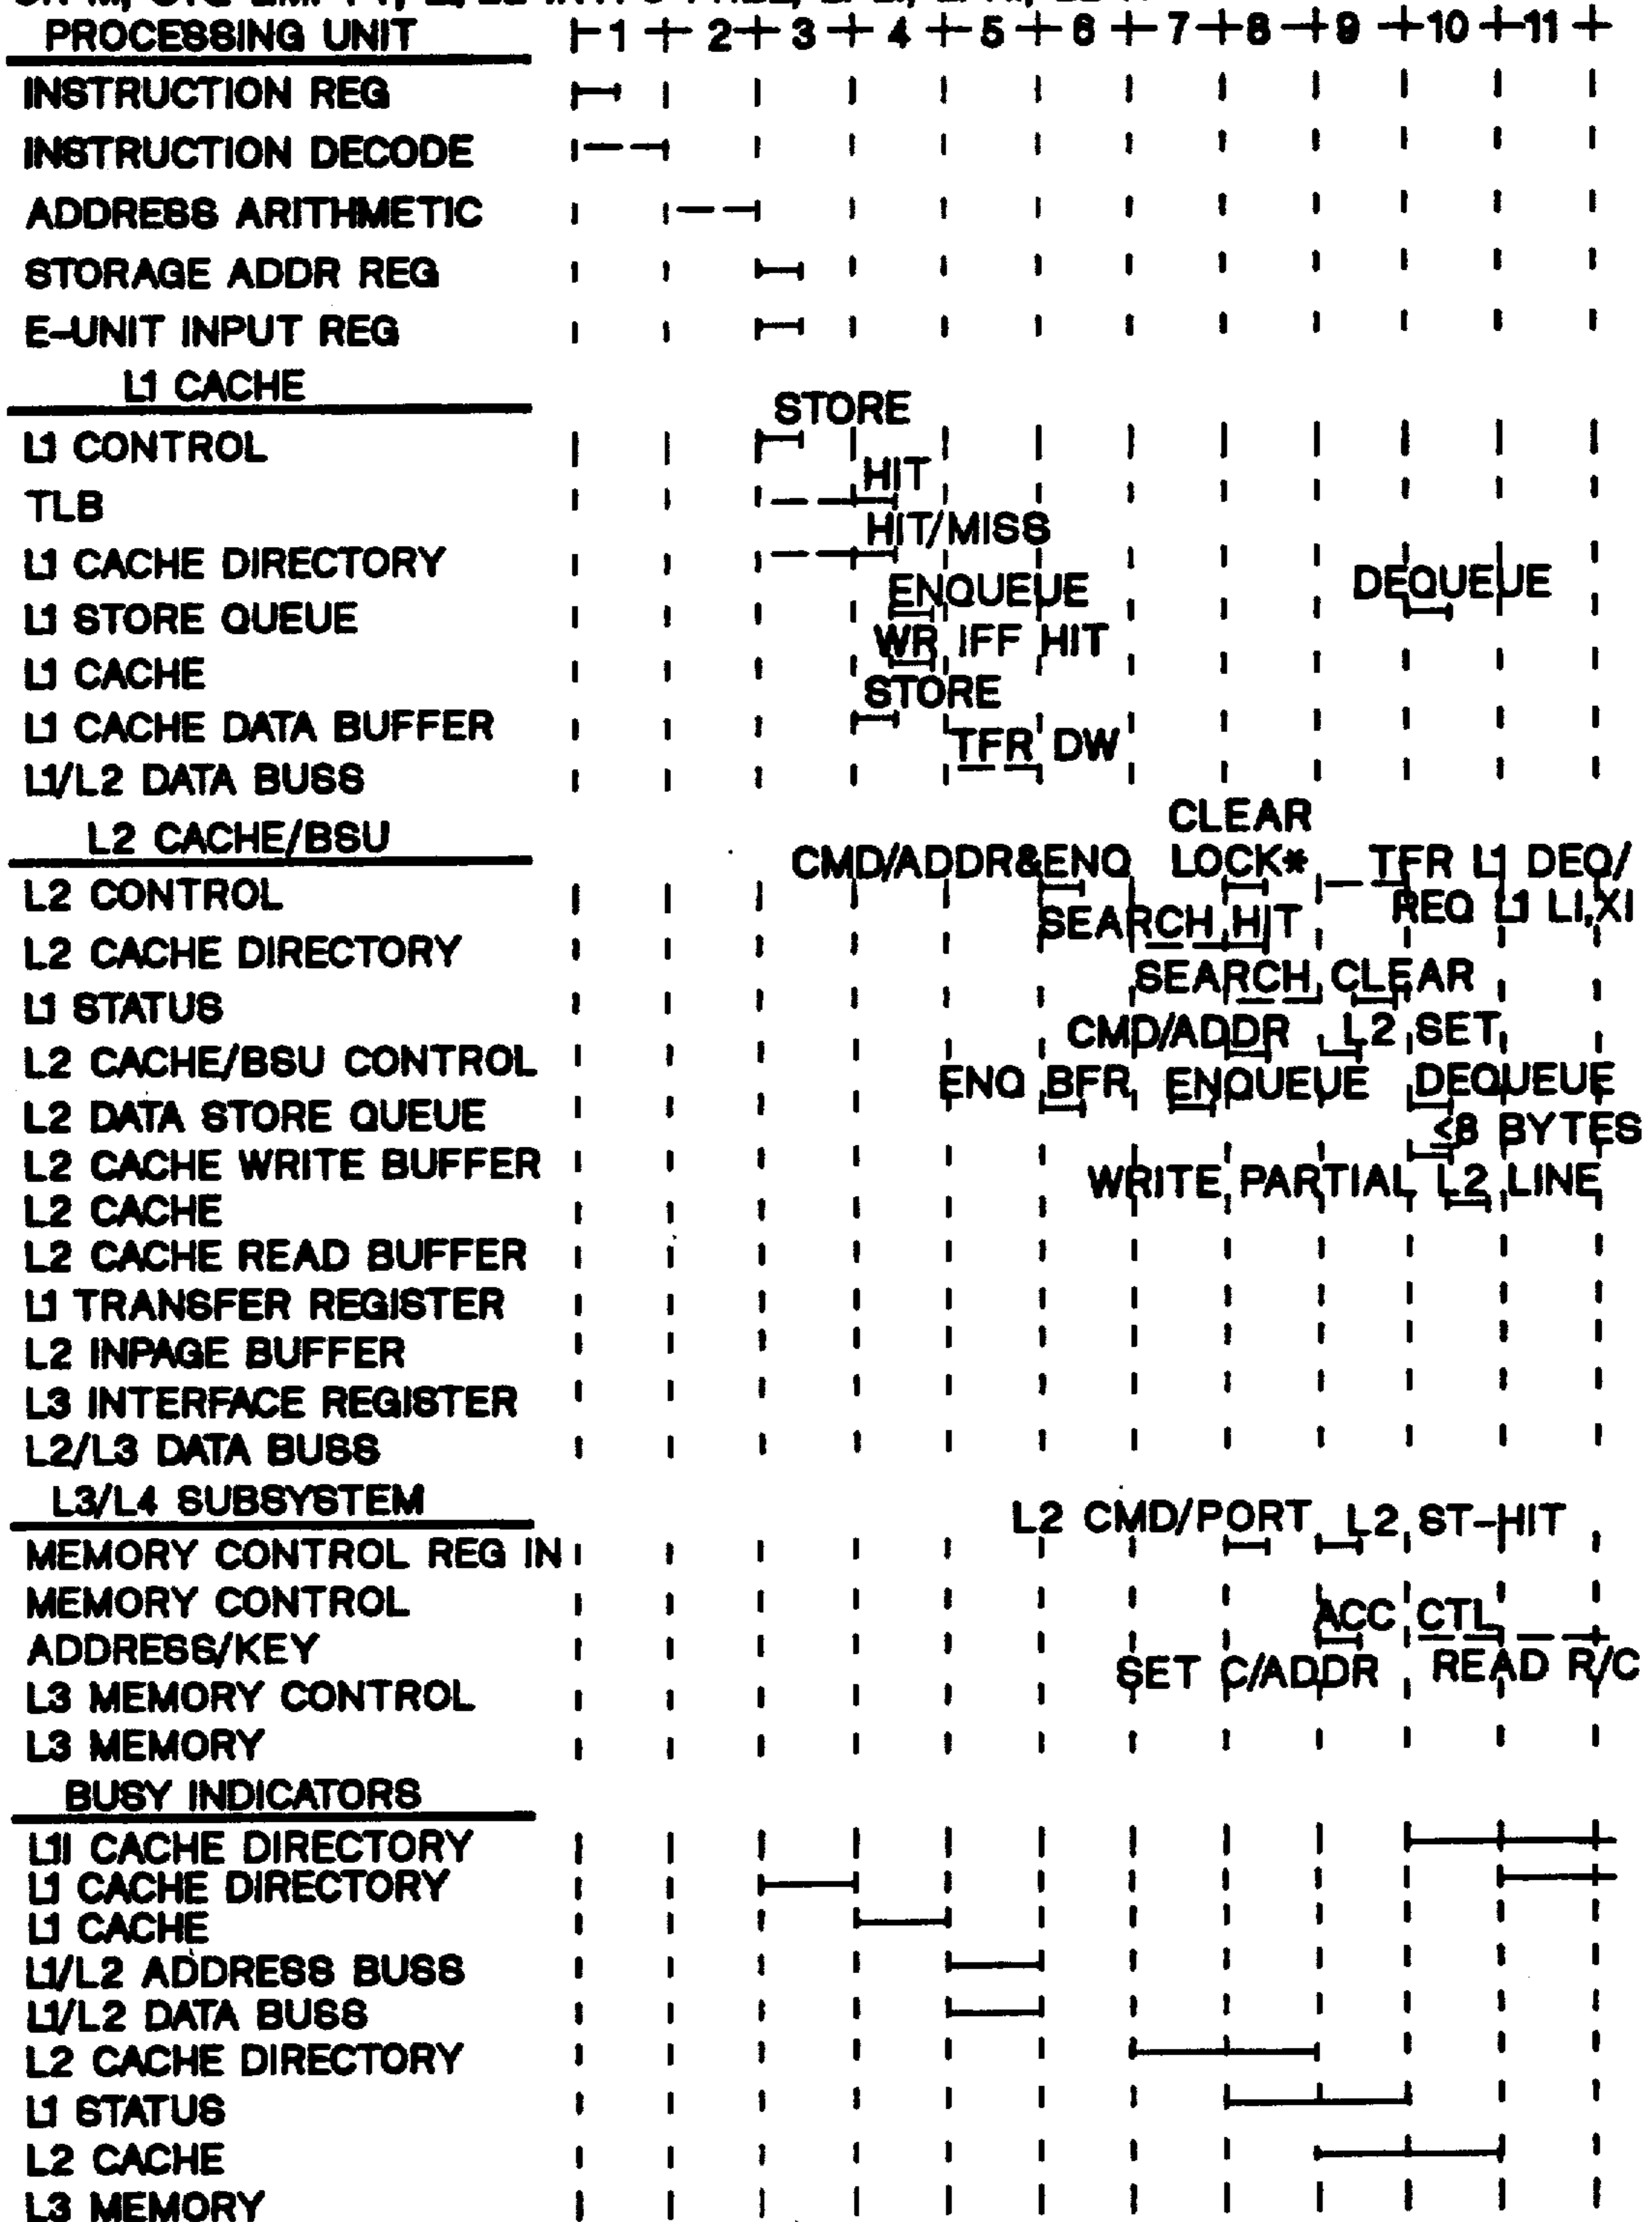 PROCESSING UNIT 1 2 3 4 5 6 7 8 9 10 11
INSTRUCTION REG
INSTRUCTION DECODE
ADDRESS ARITHMETIC
STORAGE ADDR REG
E-UNIT INPUT REG
L1 CACHE
STORE
L1 CONTROL
HIT
TLB
HIT/MISS
L1 CACHE DIRECTORY
ENQUEUE DEQUEUE
L1 STORE QUEUE
WR IFF HIT
L1 CACHE
STORE
L1 CACHE DATA BUFFER
TFR DW
L1/L2 DATA BUSS
CLEAR
L2 CACHE/BSU
CMD/ADDR&ENQ LOCK* TFR L1 DEQ/
L2 CONTROL
SEARCH HIT REQ L1 LI,XI
L2 CACHE DIRECTORY
SEARCH CLEAR
L1 STATUS
CMD/ADDR L2 SET
L2 CACHE/BSU CONTROL
ENQ BFR ENQUEUE DEQUEUE
L2 DATA STORE QUEUE
<8 BYTES
L2 CACHE WRITE BUFFER
WRITE PARTIAL L2 LINE
L2 CACHE
L2 CACHE READ BUFFER
L1 TRANSFER REGISTER
L2 INPAGE BUFFER
L3 INTERFACE REGISTER
L2/L3 DATA BUSS
L3/L4 SUBSYSTEM
L2 CMD/PORT L2 ST-HIT
MEMORY CONTROL REG IN
MEMORY CONTROL
ACC CTL
ADDRESS/KEY
SET C/ADDR READ R/C
L3 MEMORY CONTROL
L3 MEMORY
BUSY INDICATORS
L1I CACHE DIRECTORY
L1 CACHE DIRECTORY
L1 CACHE
L1/L2 ADDRESS BUSS
L1/L2 DATA BUSS
L2 CACHE DIRECTORY
L1 STATUS
L2 CACHE
L3 MEMORY